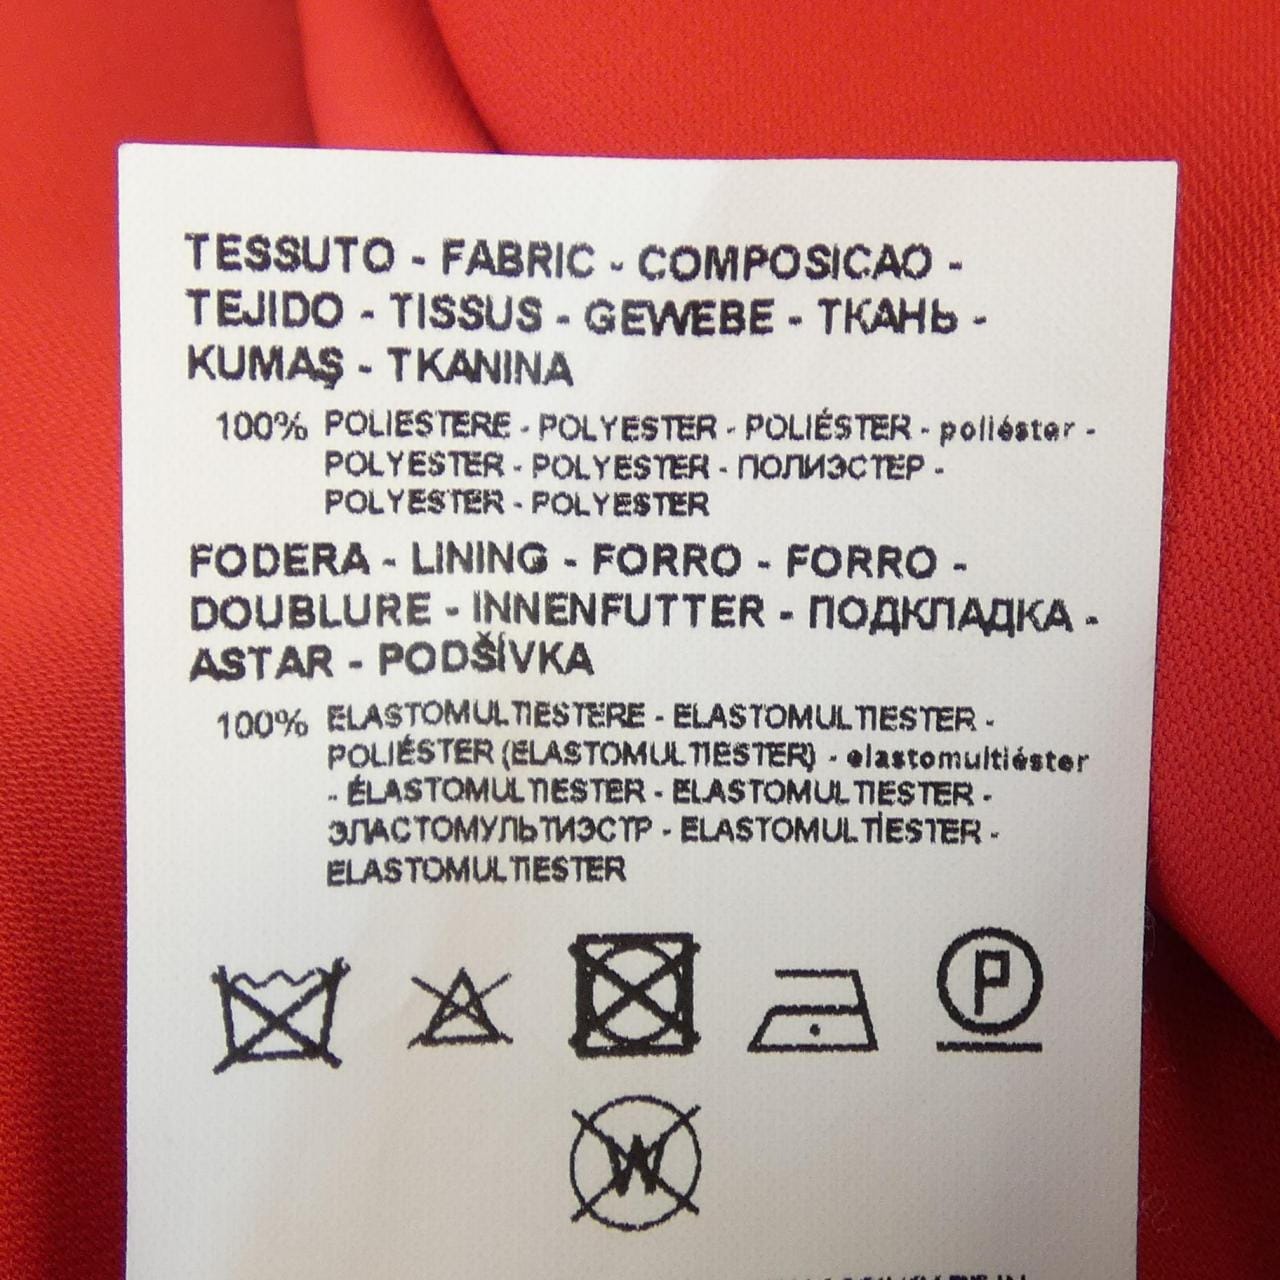 TESSUTO - FABRIC - COMPOSICAO -
TEJIDO - TISSUS - GEWEBE - ТКАНЬ -
KUMAŞ - TKANINA
100% POLIESTERE - POLYESTER - POLIÉSTER - poliéster -
POLYESTER - POLYESTER - ПОЛИЭСТЕР -
POLYESTER - POLYESTER
FODERA - LINING - FORRO - FORRO -
DOUBLURE - INNENFUTTER - ПОДКЛАДКА -
ASTAR - PODŠÍVKA
100% ELASTOMULTIESTERE - ELASTOMULTIESTER -
POLIÉSTER (ELASTOMULTIESTER) - elastomultiéster
- ÉLASTOMULTIESTER - ELASTOMULTIESTER -
ЭЛАСТОМУЛЬТИЭСТР - ELASTOMULTİESTER -
ELASTOMULTIESTER
P
W